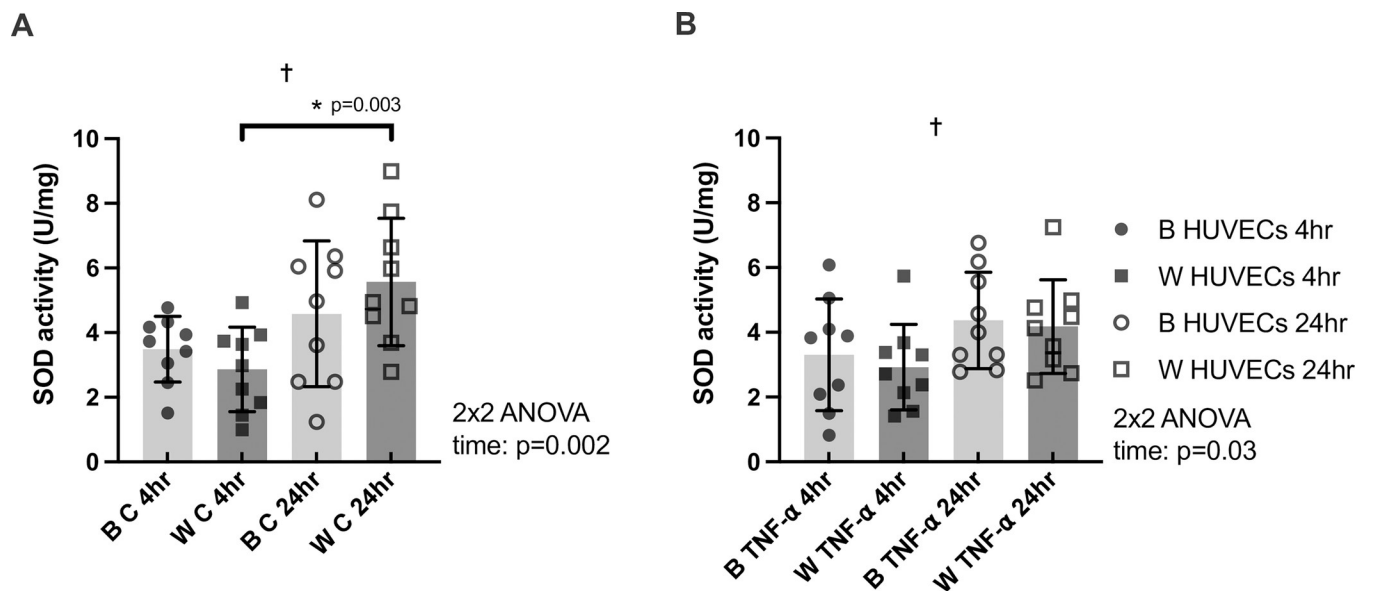 A
†
* p=0.003
SOD activity (U/mg)
10
8
6
4
2
0
B C 4hr
W C 4hr
B C 24hr
W C 24hr
2x2 ANOVA
time: p=0.002
B
†
SOD activity (U/mg)
10
8
6
4
2
0
B TNF-α 4hr
W TNF-α 4hr
B TNF-α 24hr
W TNF-α 24hr
B HUVECs 4hr
W HUVECs 4hr
B HUVECs 24hr
W HUVECs 24hr
2x2 ANOVA
time: p=0.03